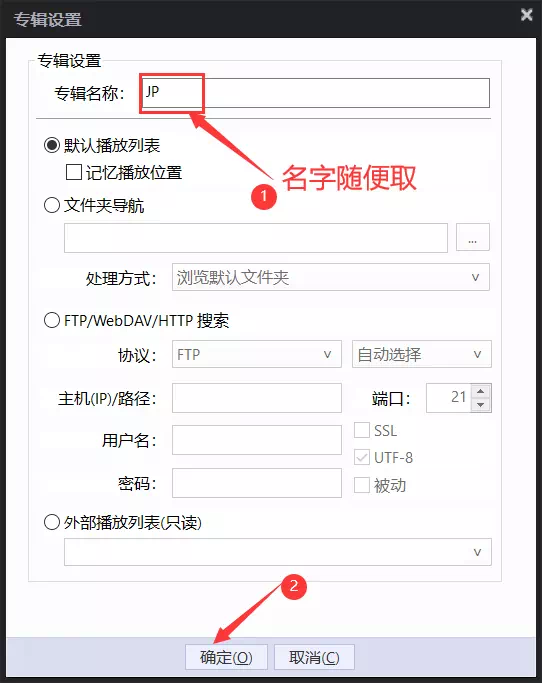 专辑设置
专辑设置
专辑名称： JP
默认播放列表
记忆播放位置
1 名字随便取
文件夹导航
...
处理方式： 浏览默认文件夹
FTP/WebDAV/HTTP 搜索
协议： FTP 自动选择
主机(IP)/路径： 端口： 21
用户名： SSL
UTF-8
密码： 被动
外部播放列表(只读)
2
确定(O) 取消(C)